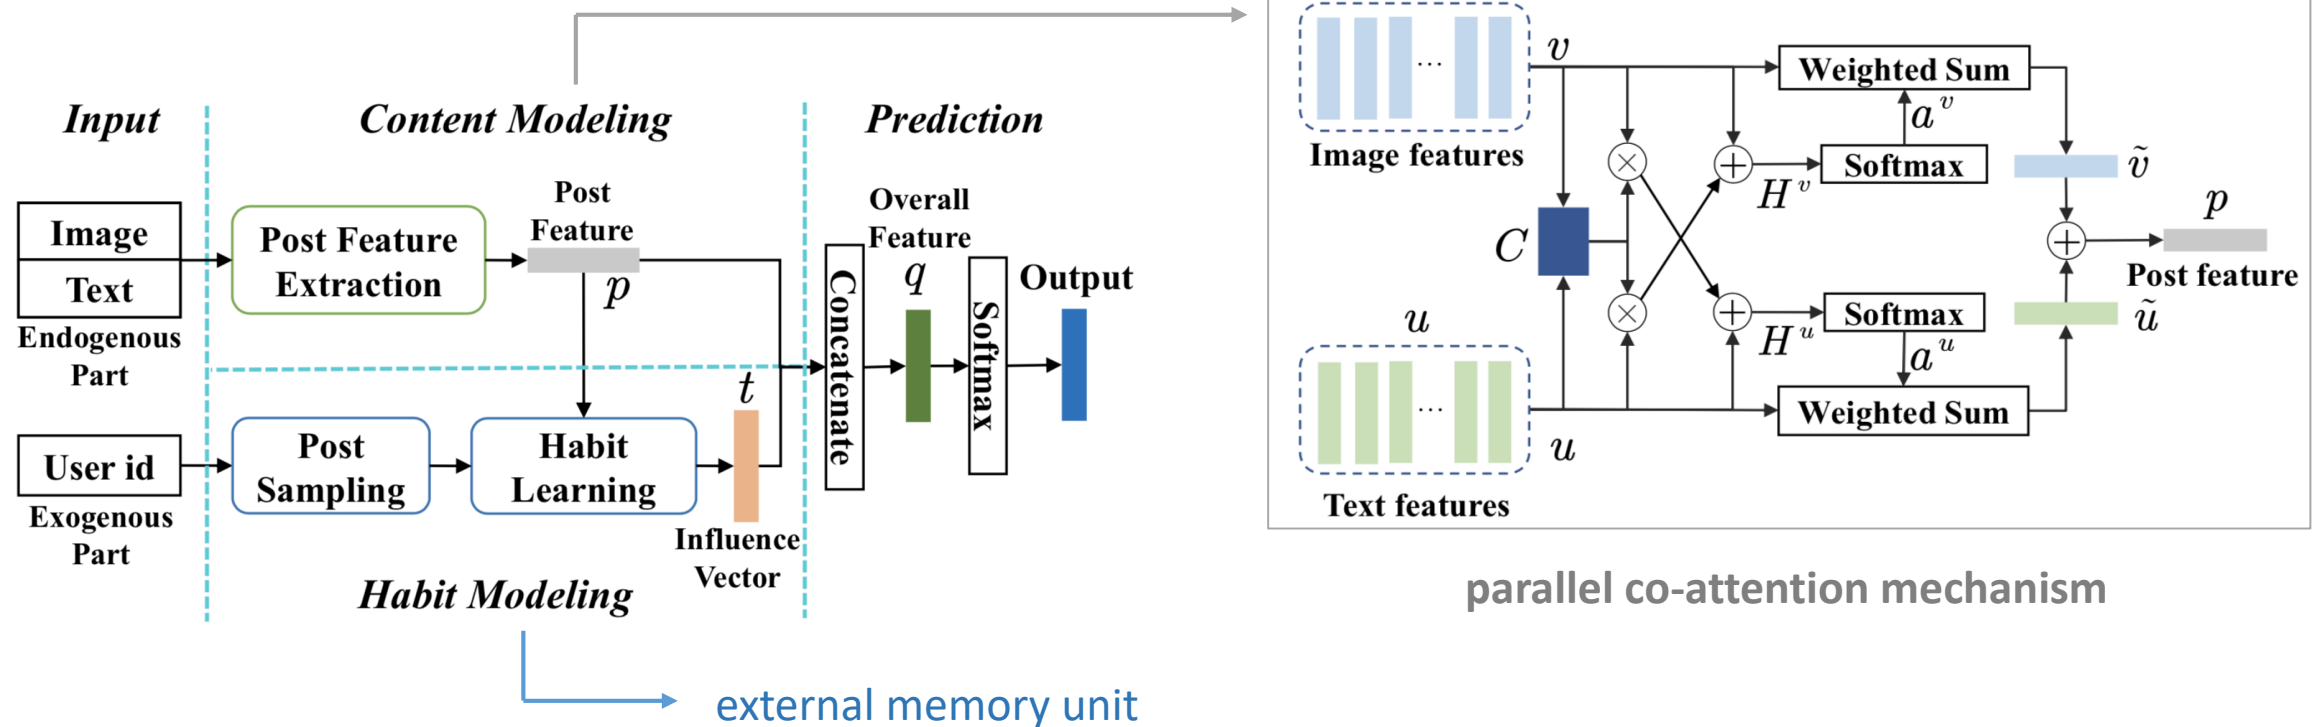 Input
Content Modeling
Prediction
Image
Text
Endogenous
Part
Post Feature
Extraction
Post
Feature
p
Overall
Feature
q
Concatenate
Softmax
Output
User id
Exogenous
Part
Post
Sampling
Habit
Learning
t
Influence
Vector
Habit Modeling
external memory unit
v
...
Image features
Weighted Sum
a^v
Softmax
H^v
ṽ
C
p
Post feature
u
...
Text features
u
H^u
Softmax
a^u
Weighted Sum
ũ
parallel co-attention mechanism